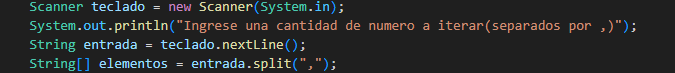 Scanner teclado = new Scanner(System.in);
System.out.println("Ingrese una cantidad de numero a iterar(separados por ,)");
String entrada = teclado.nextLine();
String[] elementos = entrada.split(",");